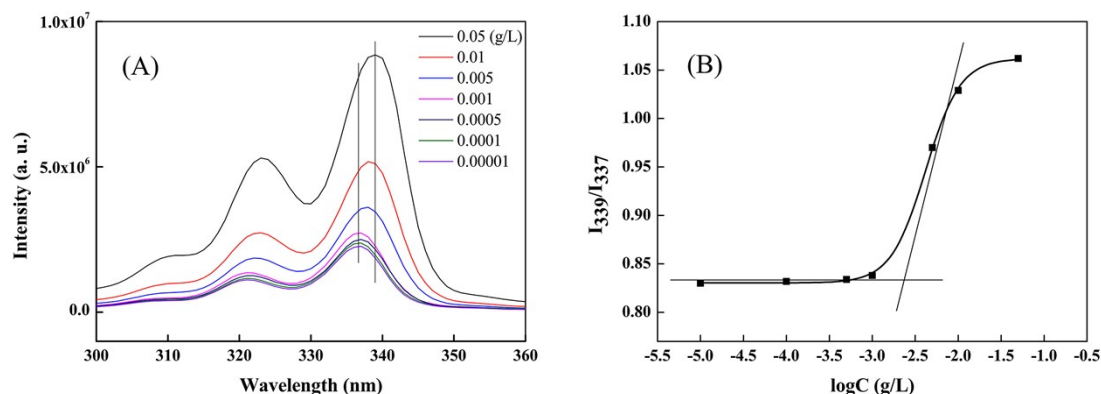 (A)
1.0x10⁷
5.0x10⁶
0.0
Intensity (a. u.)
300 310 320 330 340 350 360
Wavelength (nm)
0.05 (g/L)
0.01
0.005
0.001
0.0005
0.0001
0.00001
(B)
1.10
1.05
1.00
0.95
0.90
0.85
0.80
I₃₃₉/I₃₃₇
-5.5 -5.0 -4.5 -4.0 -3.5 -3.0 -2.5 -2.0 -1.5 -1.0 -0.5
logC (g/L)